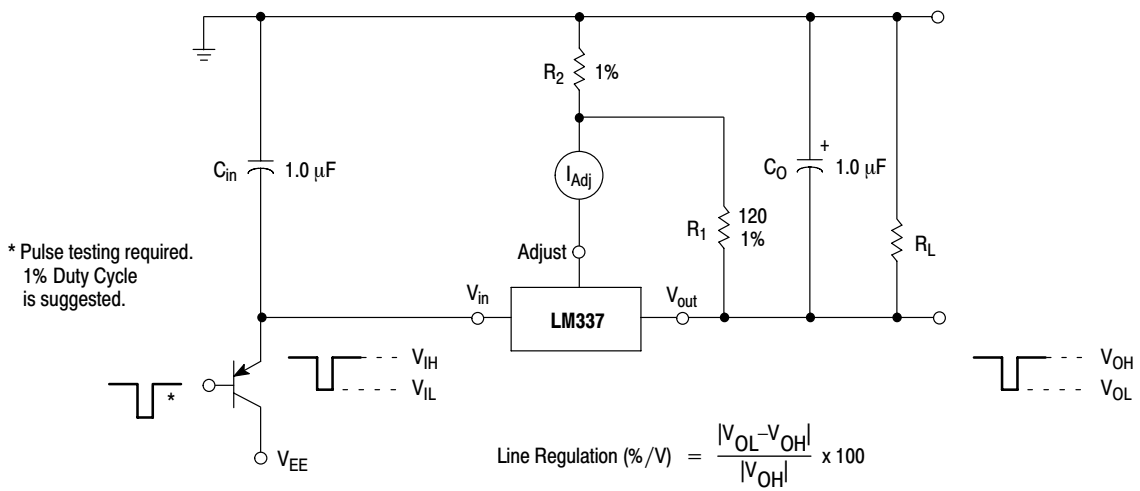 R2 1%
Cin 1.0 μF
IAdj
CO + 1.0 μF
R1 120 1%
RL
* Pulse testing required.
1% Duty Cycle
is suggested.
Adjust
Vin
LM337
Vout
VIH
VIL
*
VEE
VOH
VOL
Line Regulation (%/V) = |VOL–VOH| / |VOH| x 100